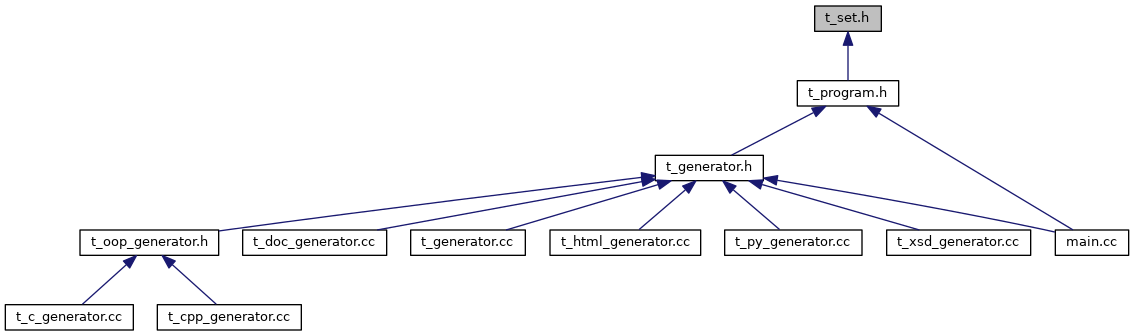 t_set.h
t_program.h
t_generator.h
t_oop_generator.h
t_doc_generator.cc
t_generator.cc
t_html_generator.cc
t_py_generator.cc
t_xsd_generator.cc
main.cc
t_c_generator.cc
t_cpp_generator.cc